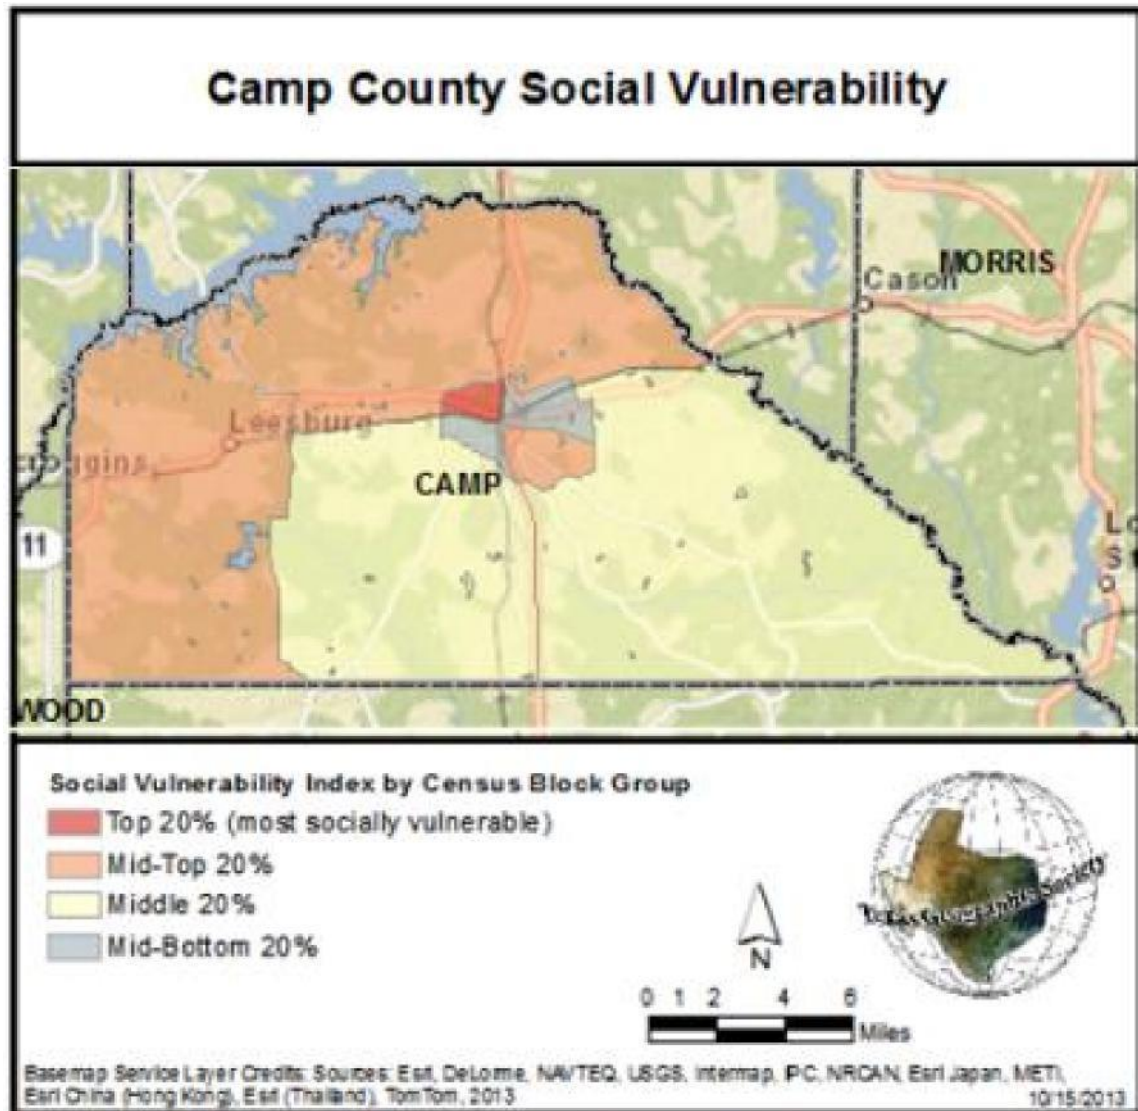 Camp County Social Vulnerability
MORRIS
Cason
Leesburg
CAMP
11
WOOD
Social Vulnerability Index by Census Block Group
Top 20% (most socially vulnerable)
Mid-Top 20%
Middle 20%
Mid-Bottom 20%
Texas Geographic Society
N
0 1 2 4 6
Miles
Basemap Service Layer Credits: Sources: Esri, DeLorme, NAVTEQ, USGS, Intermap, iPC, NRCAN, Esri Japan, METI,
Esri China (Hong Kong), Esri (Thailand), TomTom, 2013
10/15/2013